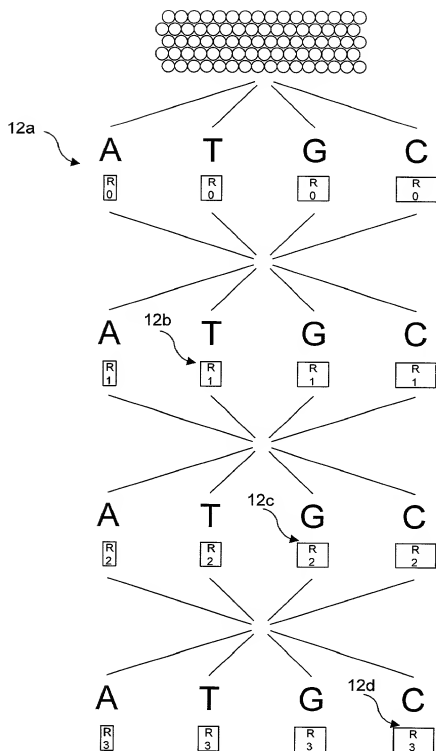 12a
A T G C
R R R R
0 0 0 0
12b
A T G C
R R R R
1 1 1 1
12c
A T G C
R R R R
2 2 2 2
12d
A T G C
R R R R
3 3 3 3